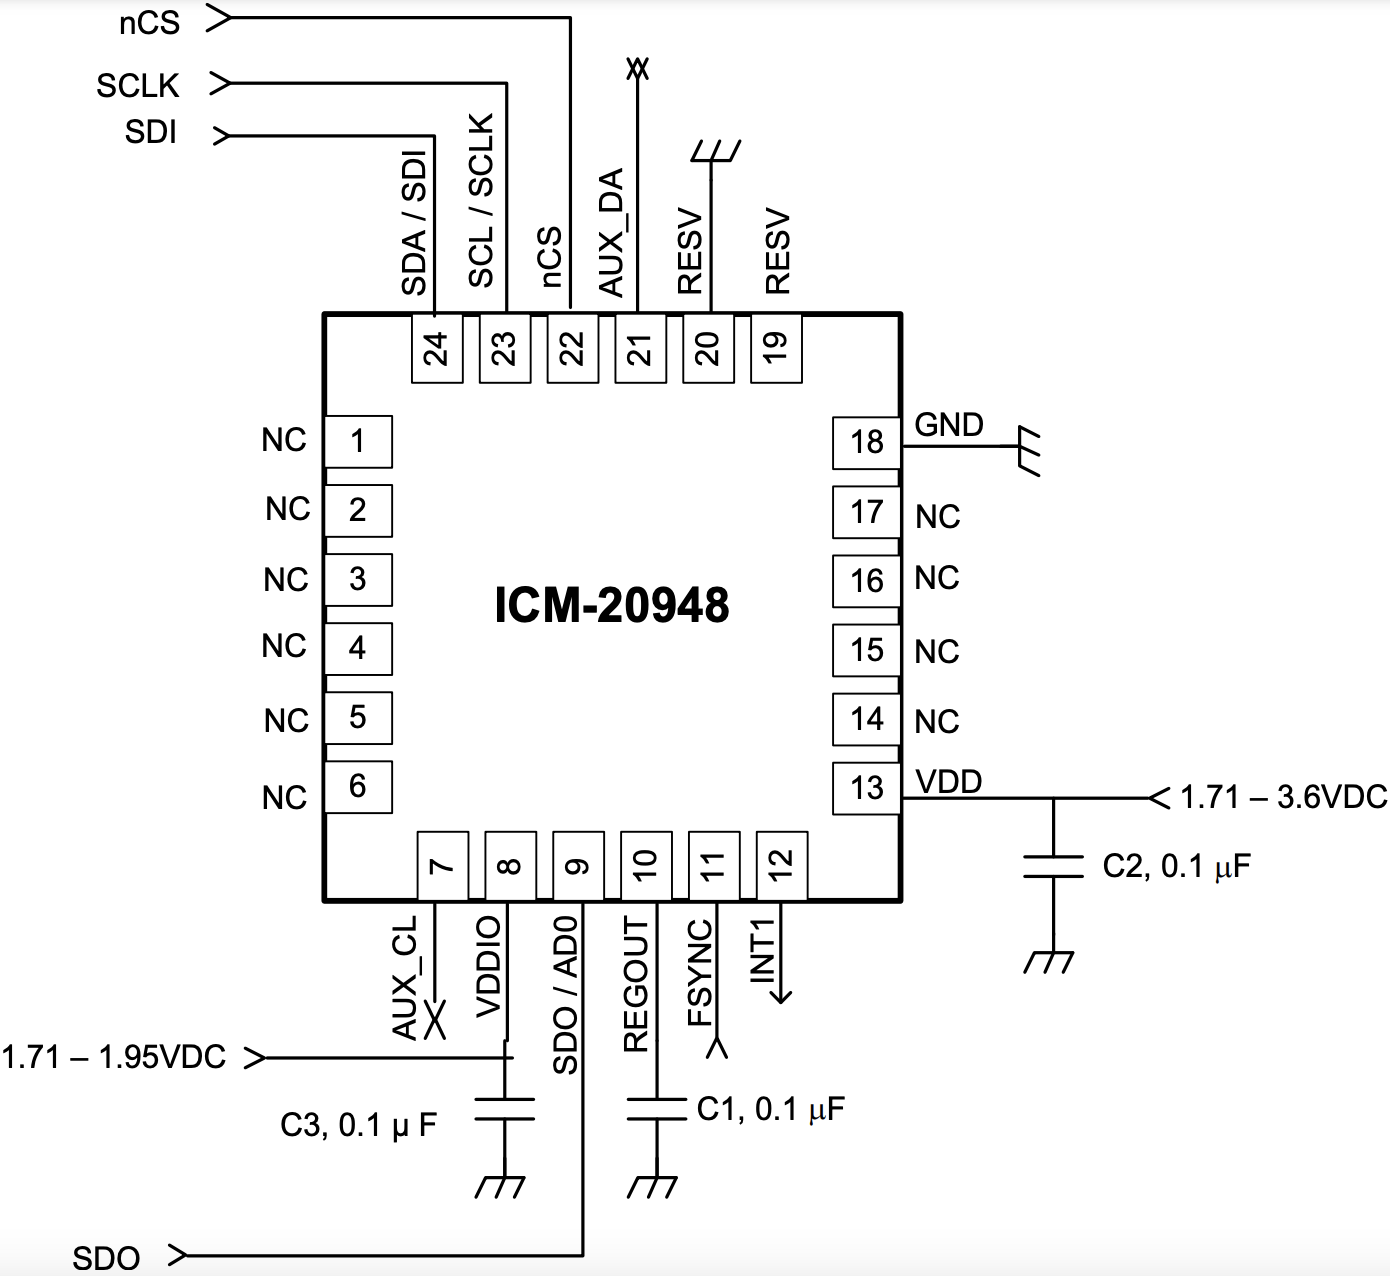 nCS
SCLK
SDI
SDA / SDI
SCL / SCLK
nCS
AUX_DA
RESV
RESV
24
23
22
21
20
19
NC 1
NC 2
NC 3
NC 4
NC 5
NC 6
ICM-20948
18 GND
17 NC
16 NC
15 NC
14 NC
13 VDD
1.71 – 3.6VDC
C2, 0.1 μF
7
8
9
10
11
12
AUX_CL
VDDIO
SDO / AD0
REGOUT
FSYNC
INT1
1.71 – 1.95VDC
C3, 0.1 μ F
C1, 0.1 μF
SDO